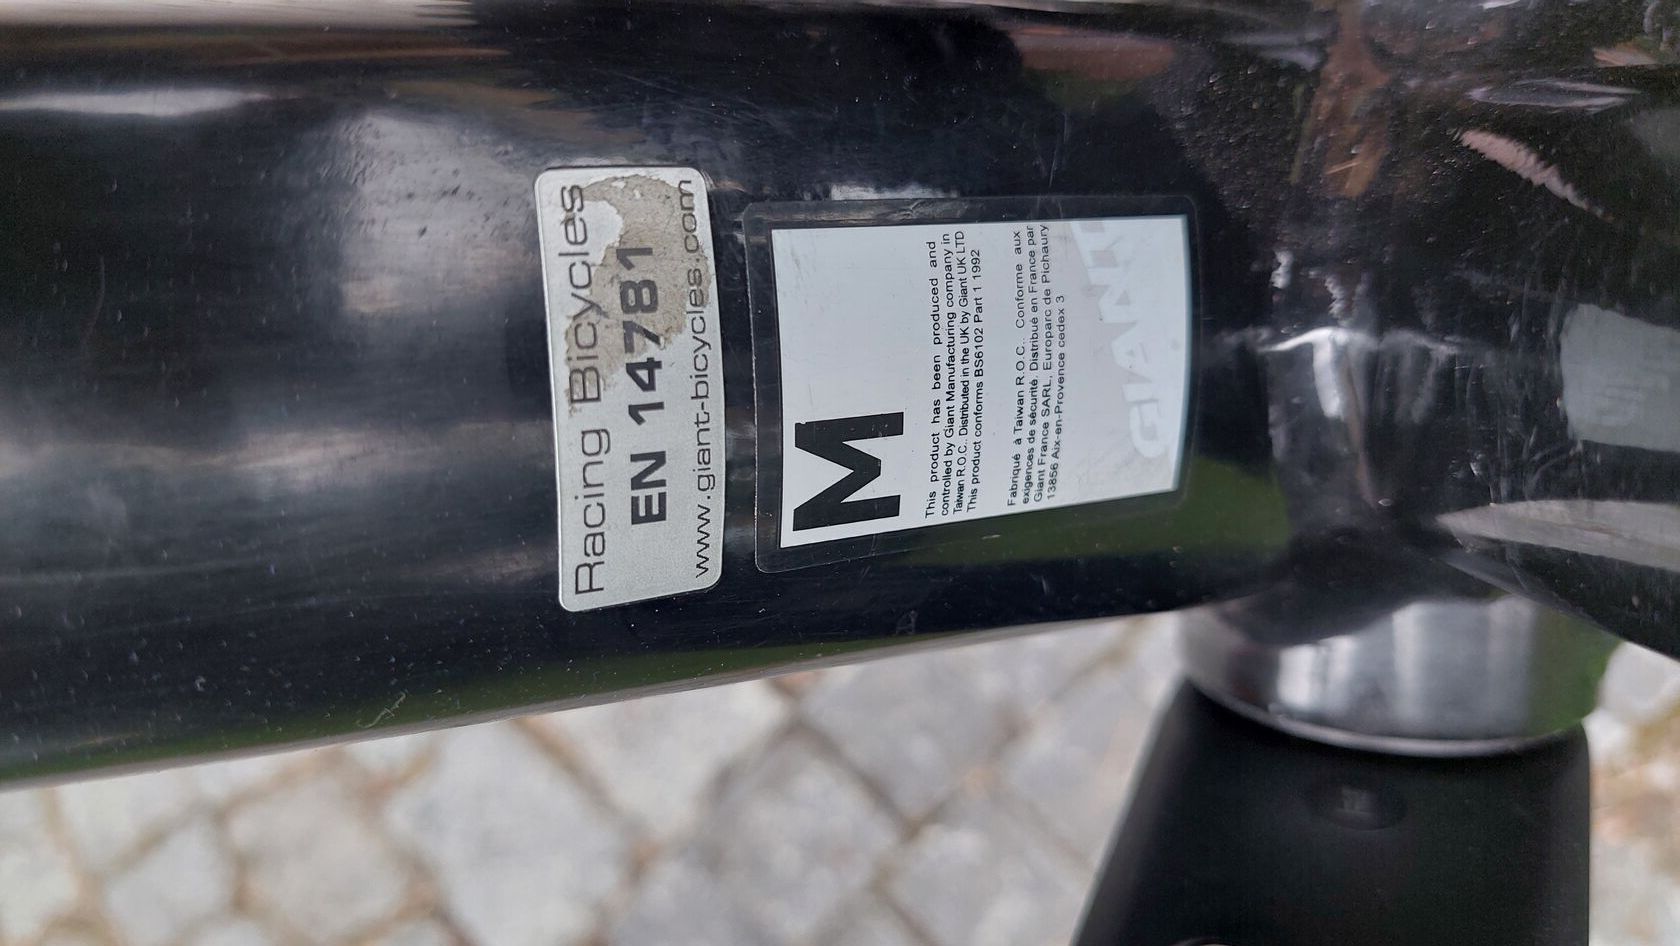 Racing Bicycles
EN 14781
www.giant-bicycles.com
M
This product has been produced and
controlled by Giant Manufacturing company in
Taiwan R.O.C.. Distributed in the UK by Giant UK LTD
This product conforms BS6102 Part 1 1992
Fabriqué à Taiwan R.O.C.. Conforme aux
exigences de sécurité. Distribué en France par
Giant France SARL, Europarc de Pichaury
13856 Aix-en-Provence cedex 3
GIANT